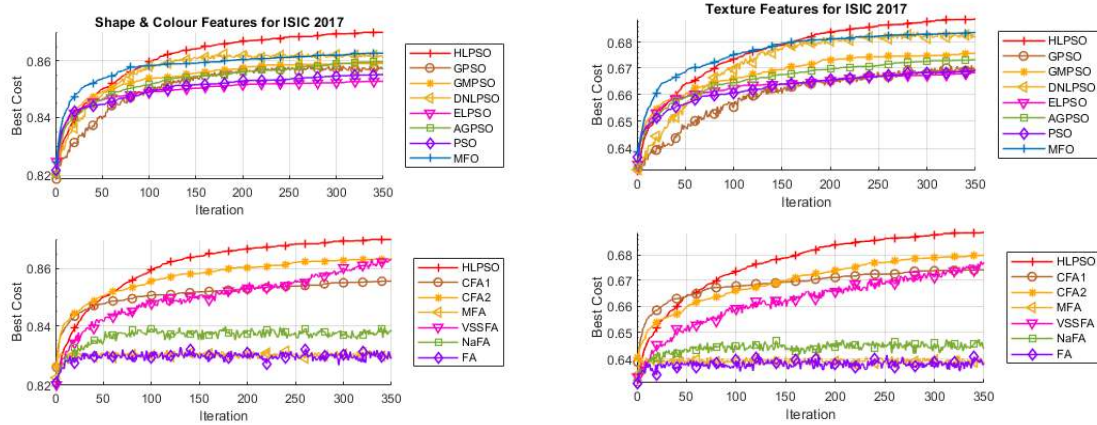 Shape & Colour Features for ISIC 2017
0.86
0.84
0.82
Best Cost
0 50 100 150 200 250 300 350
Iteration
HLPSO
GPSO
GMPSO
DNLPSO
ELPSO
AGPSO
PSO
MFO
Texture Features for ISIC 2017
0.68
0.67
0.66
0.65
0.64
Best Cost
0 50 100 150 200 250 300 350
Iteration
HLPSO
GPSO
GMPSO
DNLPSO
ELPSO
AGPSO
PSO
MFO
0.86
0.84
0.82
Best Cost
0 50 100 150 200 250 300 350
Iteration
HLPSO
CFA1
CFA2
MFA
VSSFA
NaFA
FA
0.68
0.67
0.66
0.65
0.64
Best Cost
0 50 100 150 200 250 300 350
Iteration
HLPSO
CFA1
CFA2
MFA
VSSFA
NaFA
FA